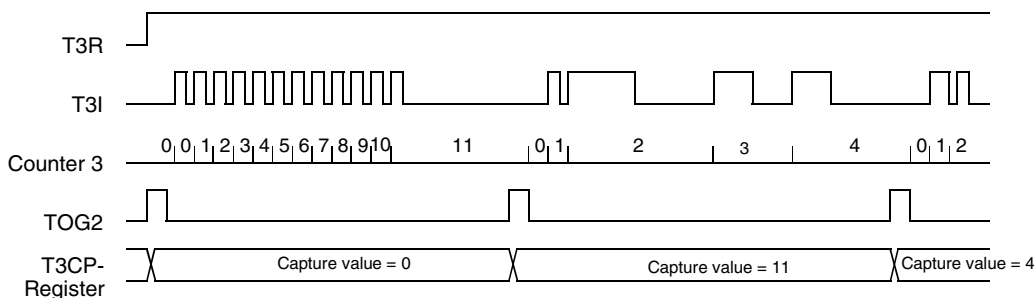 T3R
T3I
Counter 3
0 0 1 2 3 4 5 6 7 8 9 10 11 0 1 2 3 4 0 1 2
TOG2
T3CP-
Register
Capture value = 0
Capture value = 11
Capture value = 4